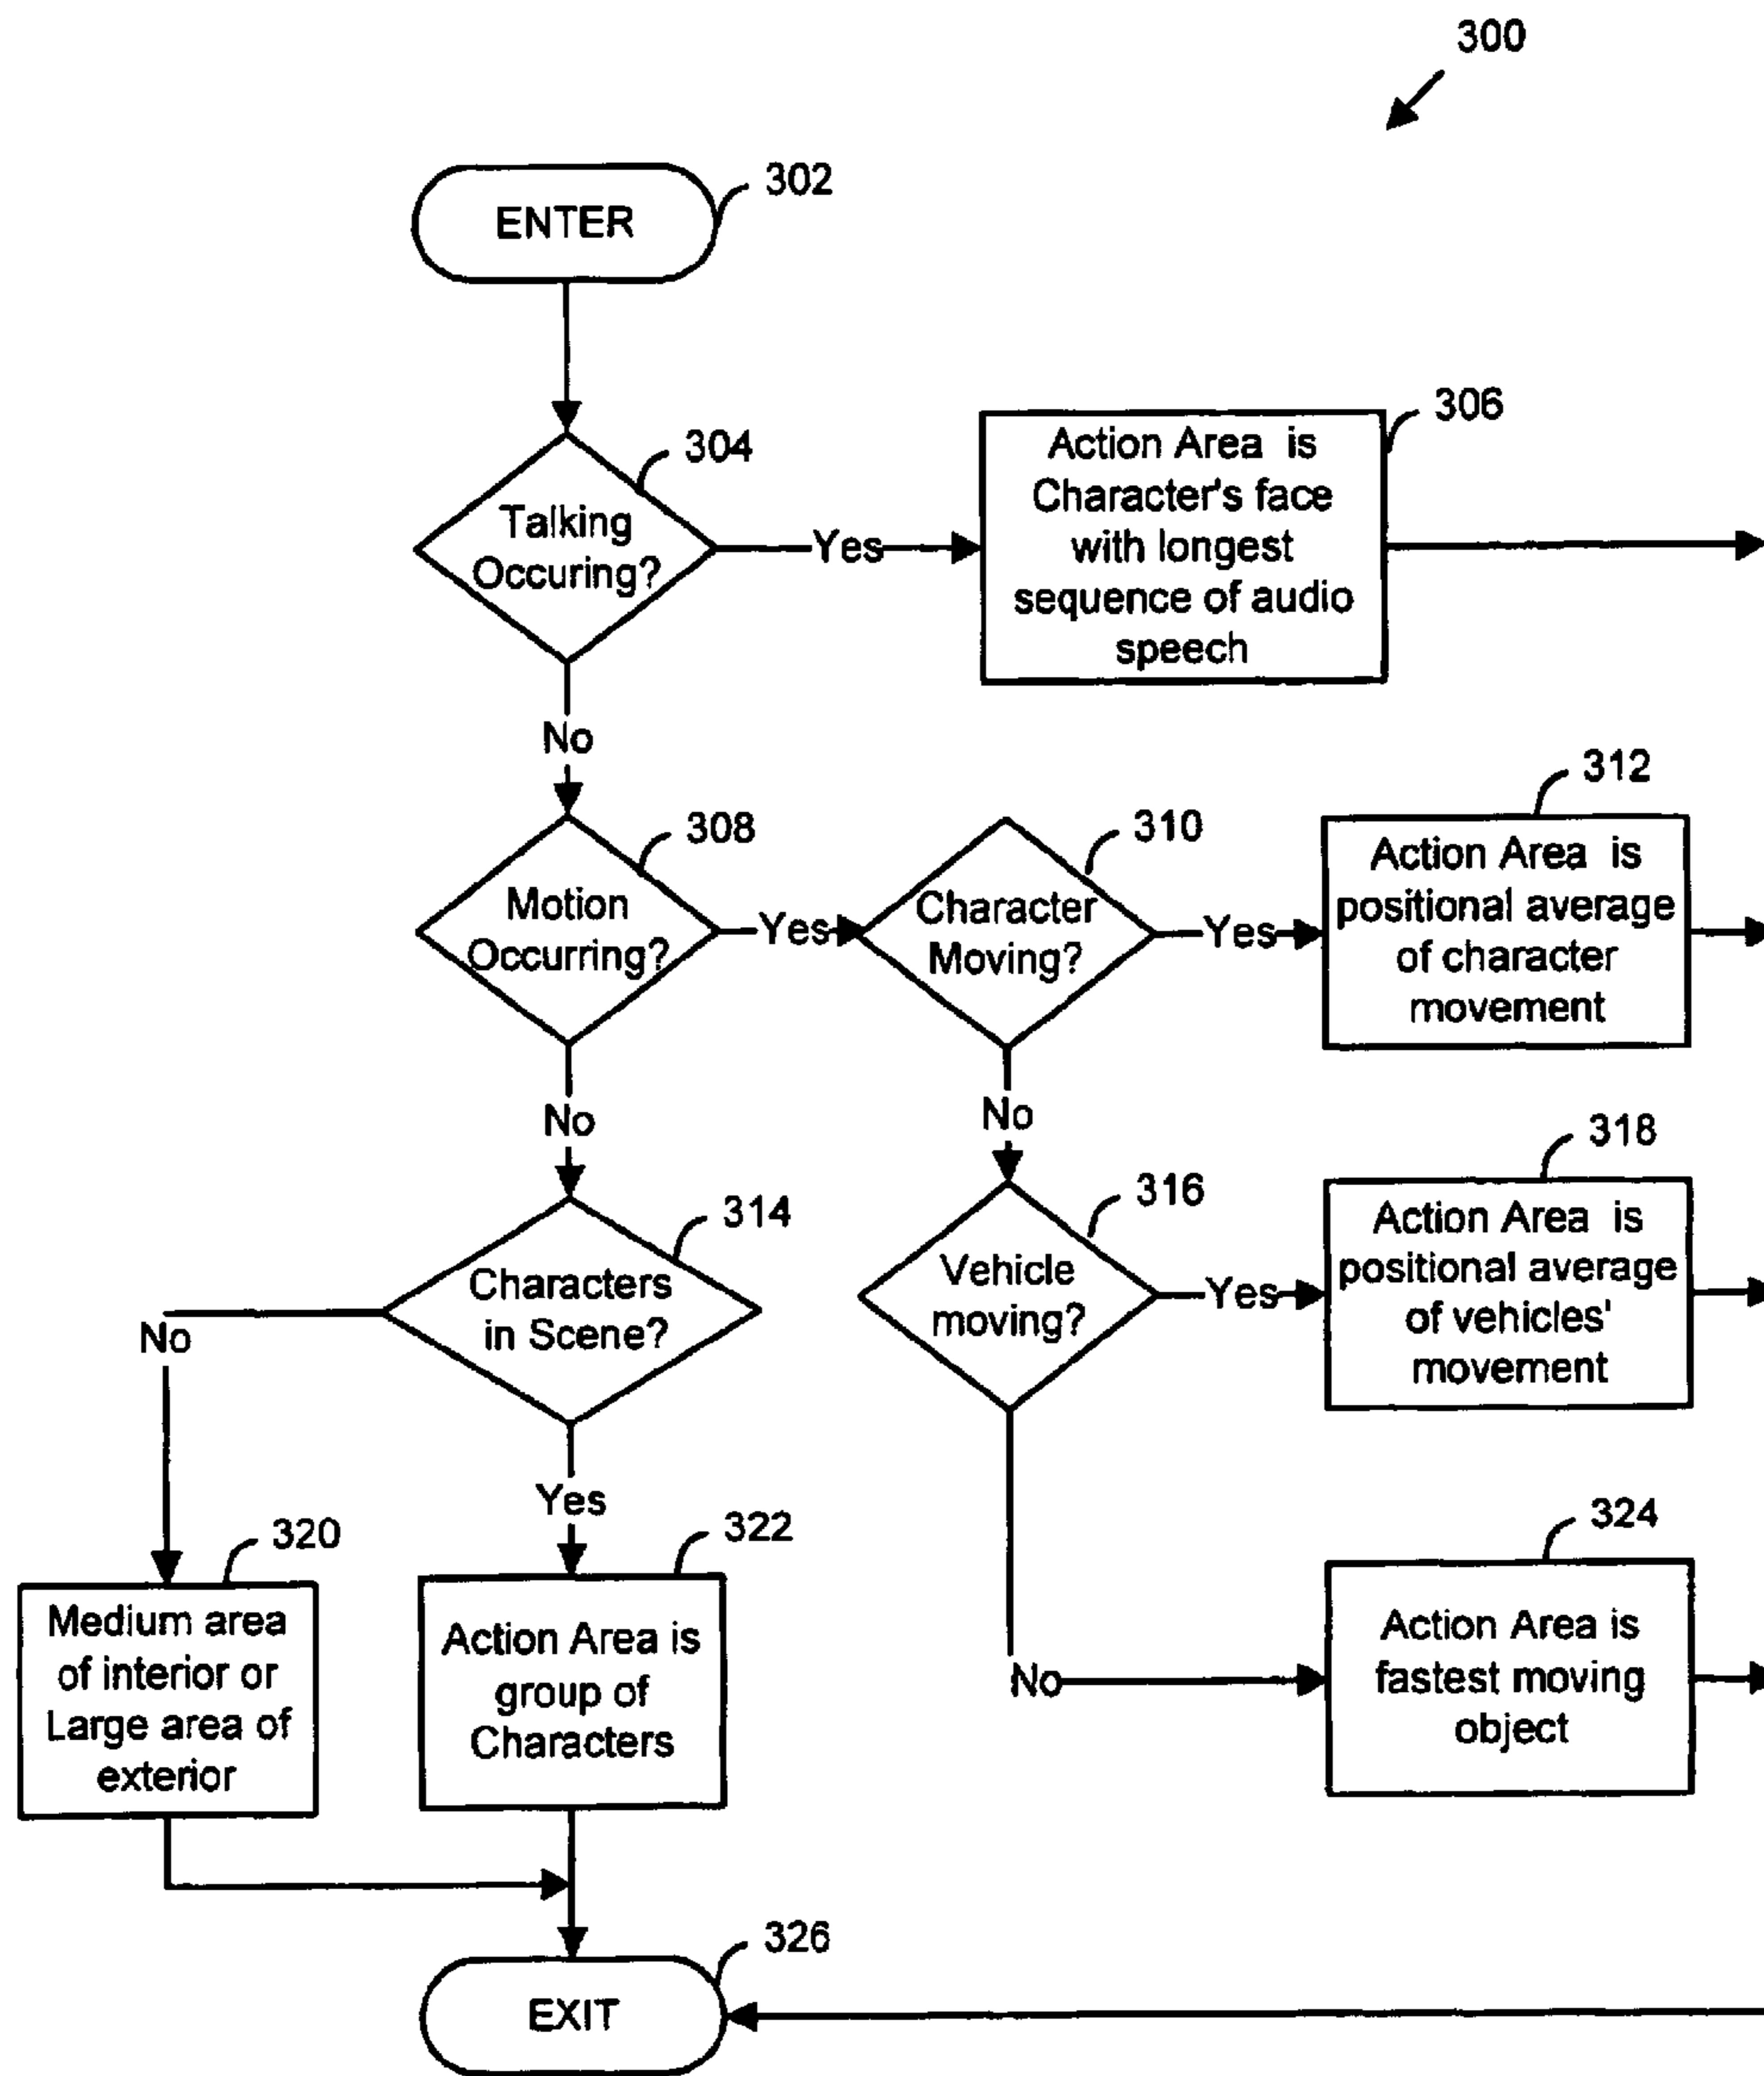 300
302
ENTER
304
Talking
Occuring?
Yes
306
Action Area is
Character's face
with longest
sequence of audio
speech
No
308
Motion
Occurring?
Yes
310
Character
Moving?
Yes
312
Action Area is
positional average
of character
movement
No
No
314
Characters
in Scene?
316
Vehicle
moving?
Yes
318
Action Area is
positional average
of vehicles'
movement
No
Yes
320
Medium area
of interior or
Large area of
exterior
322
Action Area is
group of
Characters
No
324
Action Area is
fastest moving
object
326
EXIT